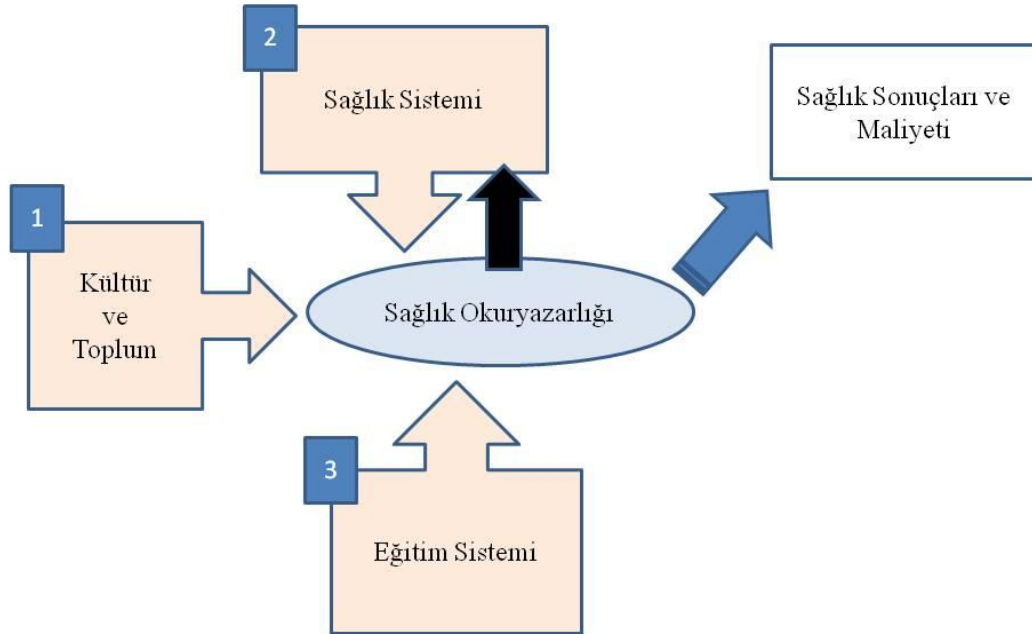 2
Sağlık Sistemi
Sağlık Sonuçları ve
Maliyeti
1
Kültür
ve
Toplum
Sağlık Okuryazarlığı
3
Eğitim Sistemi